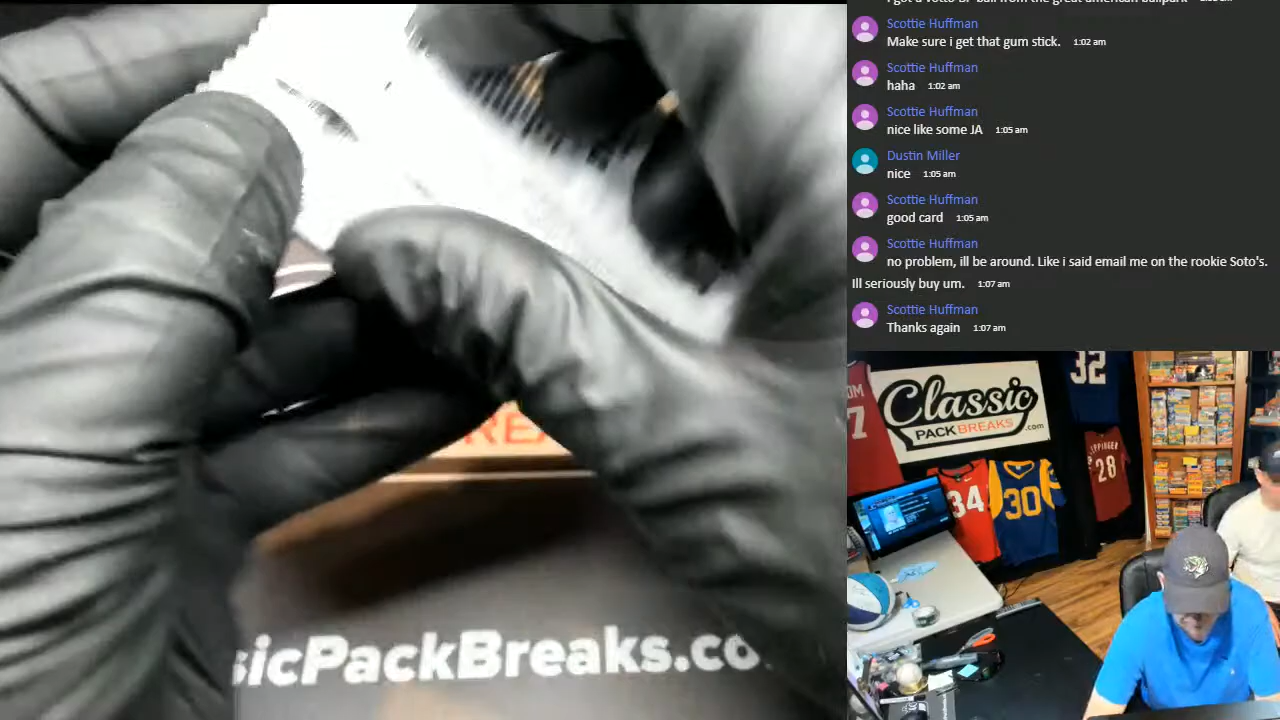 Scottie Huffman
Make sure i get that gum stick. 1:02 am
Scottie Huffman
haha 1:02 am
Scottie Huffman
nice like some JA 1:05 am
Dustin Miller
nice 1:05 am
Scottie Huffman
good card 1:05 am
Scottie Huffman
no problem, ill be around. Like i said email me on the rookie Soto's.
Ill seriously buy um. 1:07 am
Scottie Huffman
Thanks again 1:07 am
REA
sicPackBreaks.co
32
Classic
PACKBREAKS.com
OM
7
34
30
28